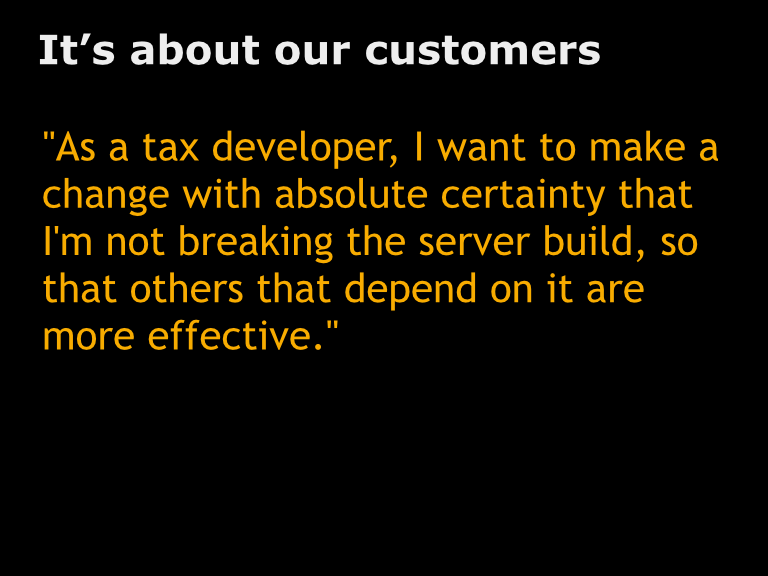 It’s about our customers
"As a tax developer, I want to make a
change with absolute certainty that
I'm not breaking the server build, so
that others that depend on it are
more effective."